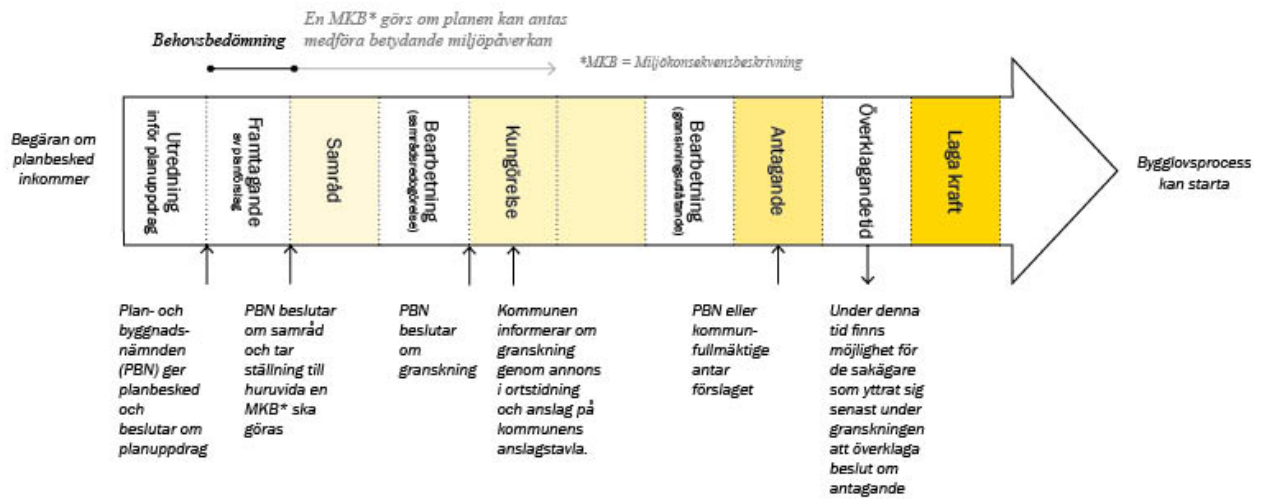 En MKB* görs om planen kan antas
medföra betydande miljöpåverkan
Behovsbedömning
*MKB = Miljökonsekvensbeskrivning
Begäran om
planbesked
inkommer
Utredning
inför planuppdrag
Framtagande
av planförslag
Samråd
Bearbetning
(samrådsredogörelse)
Kungörelse
Bearbetning
(granskningsutlåtande)
Antagande
Överklagandetid
Laga kraft
Bygglovsprocess
kan starta
Plan- och
byggnads-
nämnden
(PBN) ger
planbesked
och
beslutar om
planuppdrag
PBN beslutar
om samråd
och tar
ställning till
huruvida en
MKB* ska
göras
PBN
beslutar
om
granskning
Kommunen
informerar om
granskning
genom annons
i ortstidning
och anslag på
kommunens
anslagstavla.
PBN eller
kommun-
fullmäktige
antar
förslaget
Under denna
tid finns
möjlighet för
de sakägare
som yttrat sig
senast under
granskningen
att överklaga
beslut om
antagande